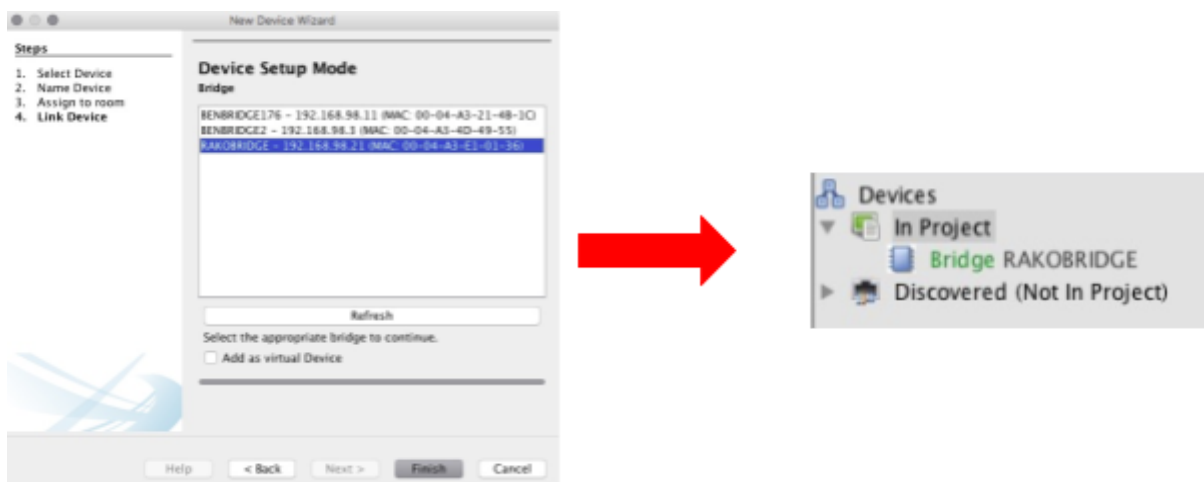 New Device Wizard
Steps
1. Select Device
2. Name Device
3. Assign to room
4. Link Device
Device Setup Mode
Bridge
BENBRIDGE176 - 192.168.98.11 (MAC: 00-04-A3-21-4B-1C)
BENBRIDGE2 - 192.168.98.3 (MAC: 00-04-A3-4D-49-55)
RAKOBRIDGE - 192.168.98.21 (MAC: 00-04-A3-E1-01-36)
Refresh
Select the appropriate bridge to continue.
Add as virtual Device
Help
< Back
Next >
Finish
Cancel
Devices
In Project
Bridge RAKOBRIDGE
Discovered (Not In Project)